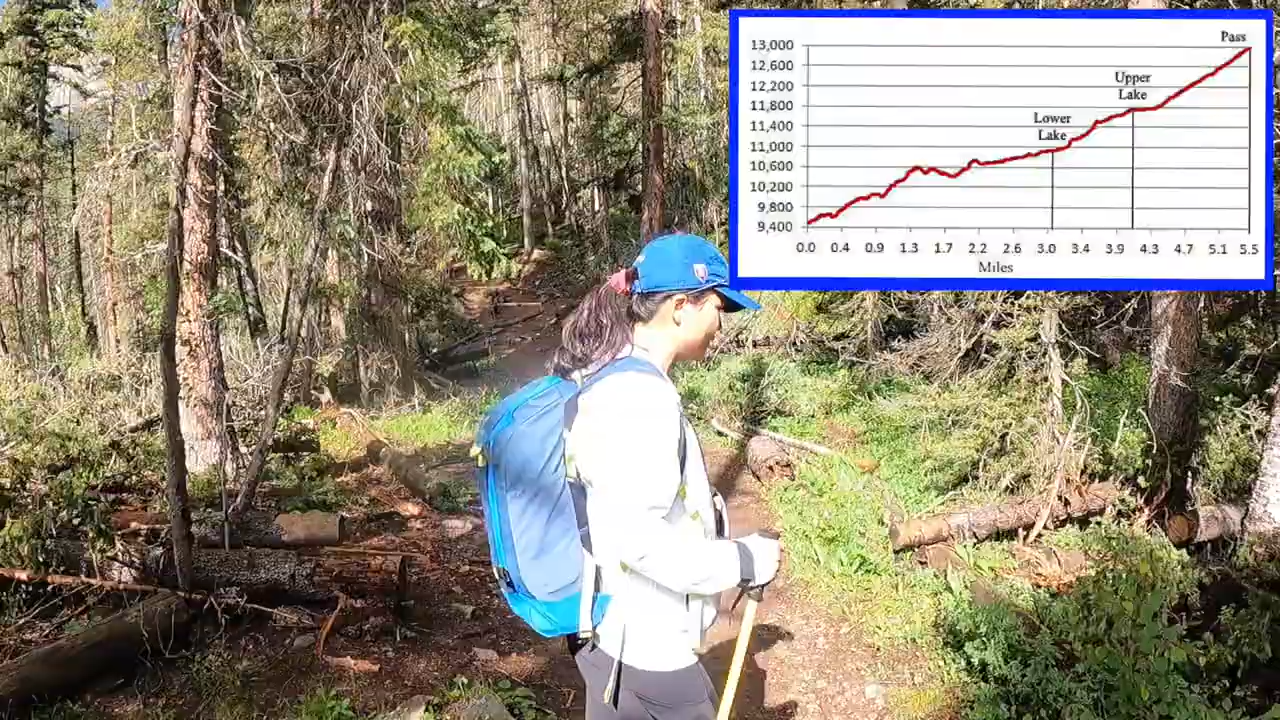 Pass
13,000
12,600
Upper
12,200
Lake
11,800
Lower
11,400
Lake
11,000
10,600
10,200
9,800
9,400
0.0 0.4 0.9 1.3 1.7 2.2 2.6 3.0 3.4 3.9 4.3 4.7 5.1 5.5
Miles